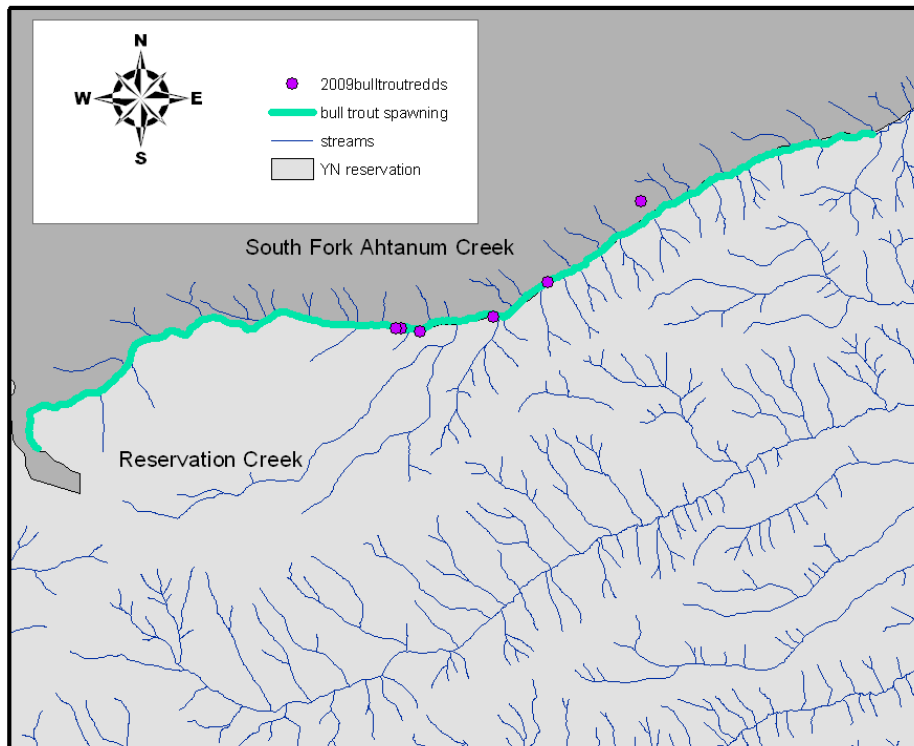 N
W E
S
2009bulltroutredds
bull trout spawning
streams
YN reservation
South Fork Ahtanum Creek
Reservation Creek